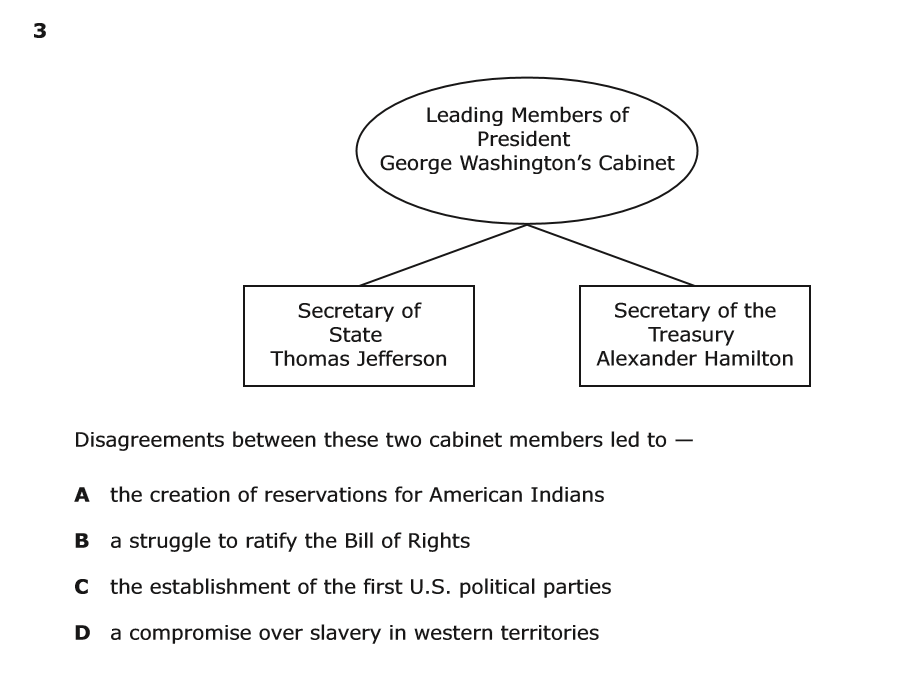 3
Leading Members of
President
George Washington’s Cabinet
Secretary of
State
Thomas Jefferson
Secretary of the
Treasury
Alexander Hamilton
Disagreements between these two cabinet members led to —
A the creation of reservations for American Indians
B a struggle to ratify the Bill of Rights
C the establishment of the first U.S. political parties
D a compromise over slavery in western territories